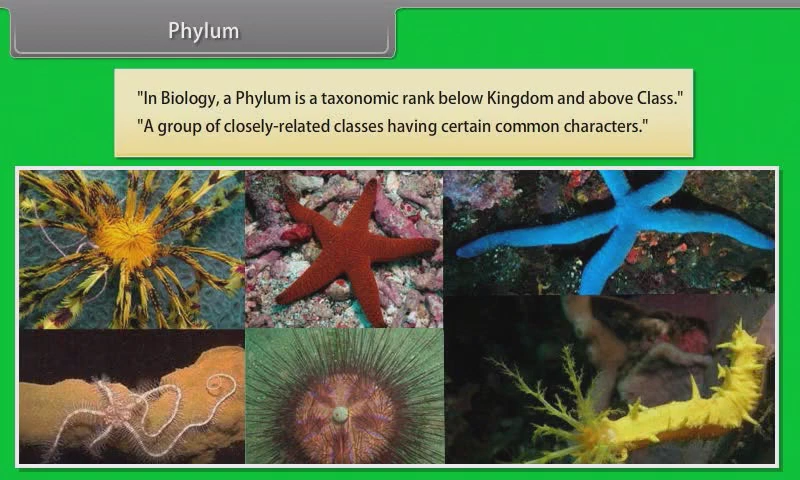 Phylum
"In Biology, a Phylum is a taxonomic rank below Kingdom and above Class."
"A group of closely-related classes having certain common characters."